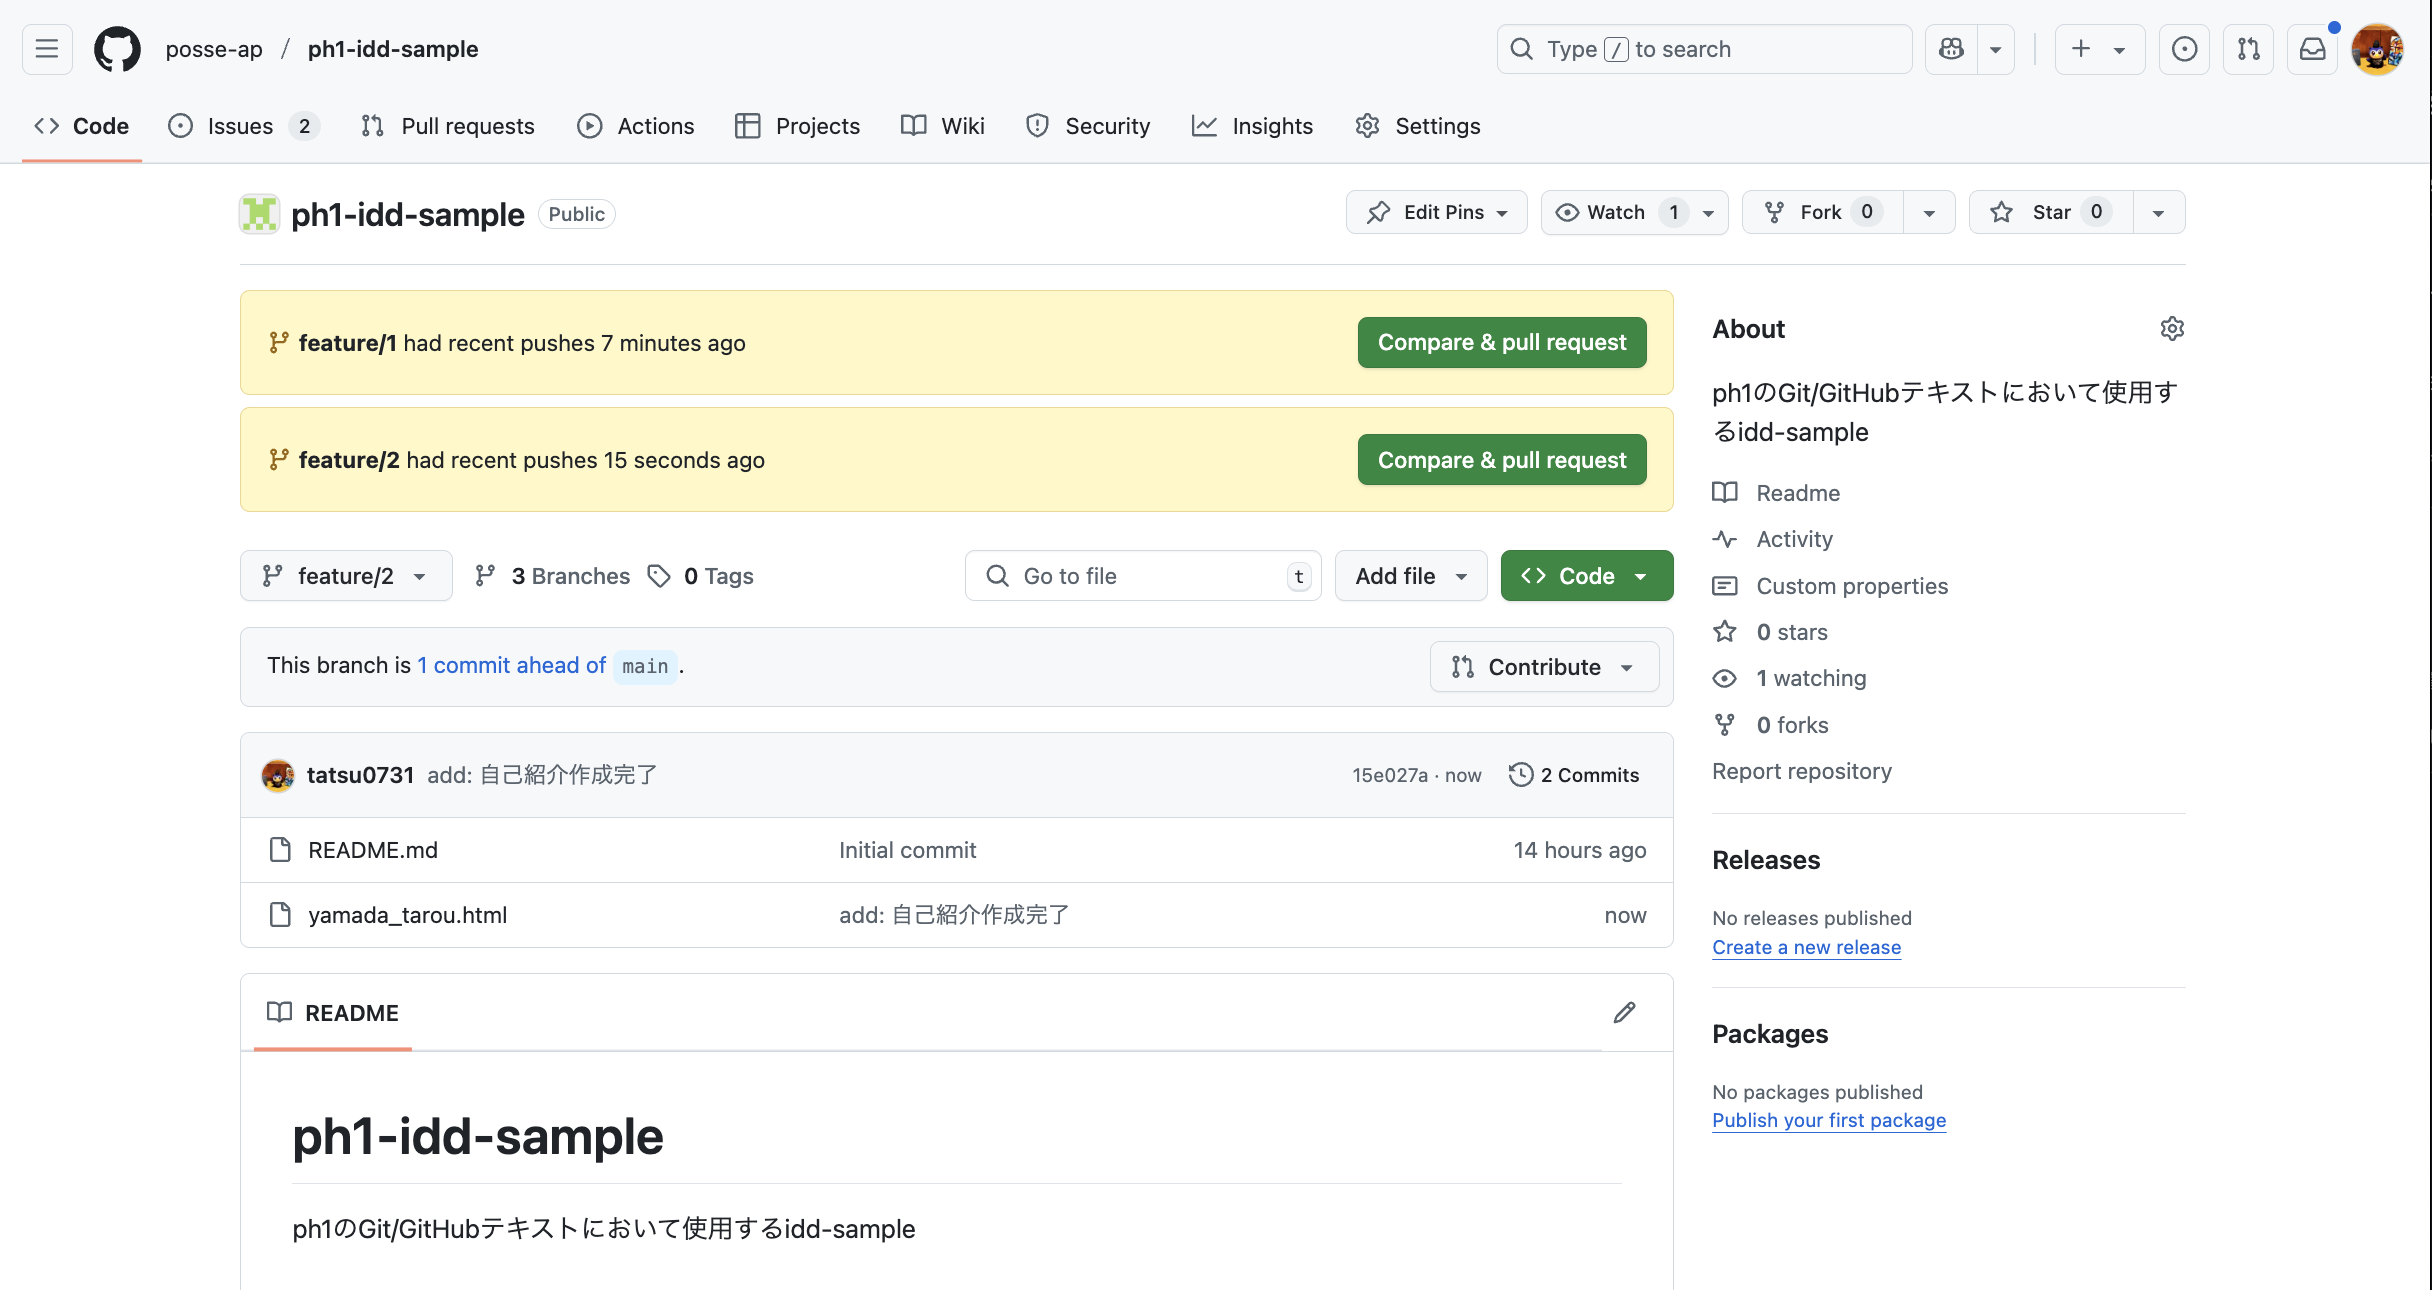 posse-ap / ph1-idd-sample
Type / to search
Code
Issues 2
Pull requests
Actions
Projects
Wiki
Security
Insights
Settings
ph1-idd-sample Public
Edit Pins
Watch 1
Fork 0
Star 0
feature/1 had recent pushes 7 minutes ago
Compare & pull request
feature/2 had recent pushes 15 seconds ago
Compare & pull request
feature/2
3 Branches
0 Tags
Go to file t
Add file
Code
This branch is 1 commit ahead of main.
Contribute
tatsu0731 add: 自己紹介作成完了
15e027a · now
2 Commits
README.md Initial commit 14 hours ago
yamada_tarou.html add: 自己紹介作成完了 now
README
ph1-idd-sample
ph1のGit/GitHubテキストにおいて使用するidd-sample
About
ph1のGit/GitHubテキストにおいて使用す
るidd-sample
Readme
Activity
Custom properties
0 stars
1 watching
0 forks
Report repository
Releases
No releases published
Create a new release
Packages
No packages published
Publish your first package